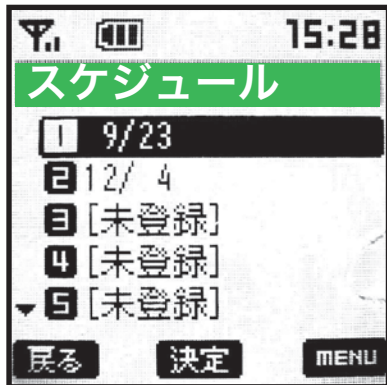 15:28
スケジュール
1 9/23
2 12/ 4
3 [未登録]
4 [未登録]
5 [未登録]
戻る 決定 MENU